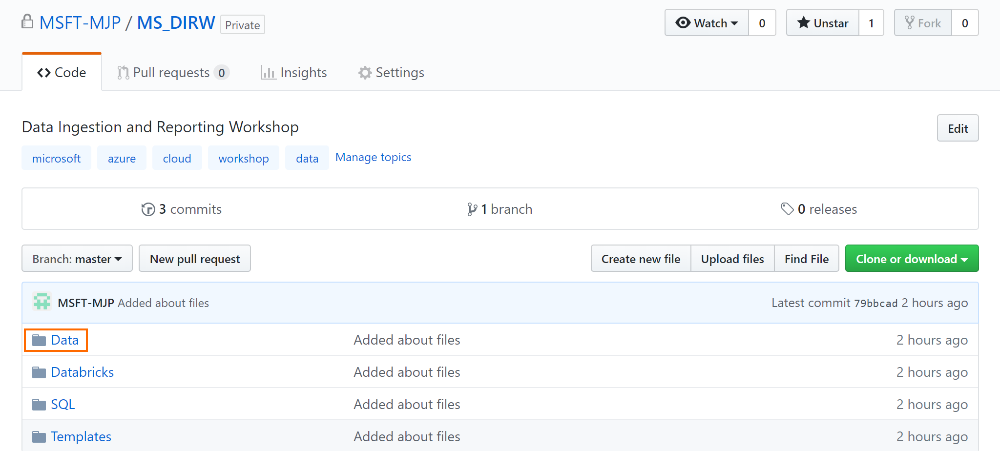 MSFT-MJP / MS_DIRW Private Watch 0 Unstar 1 Fork 0
Code Pull requests 0 Insights Settings
Data Ingestion and Reporting Workshop Edit
microsoft azure cloud workshop data Manage topics
3 commits 1 branch 0 releases
Branch: master New pull request Create new file Upload files Find File Clone or download
MSFT-MJP Added about files Latest commit 79bbcad 2 hours ago
Data Added about files 2 hours ago
Databricks Added about files 2 hours ago
SQL Added about files 2 hours ago
Templates Added about files 2 hours ago